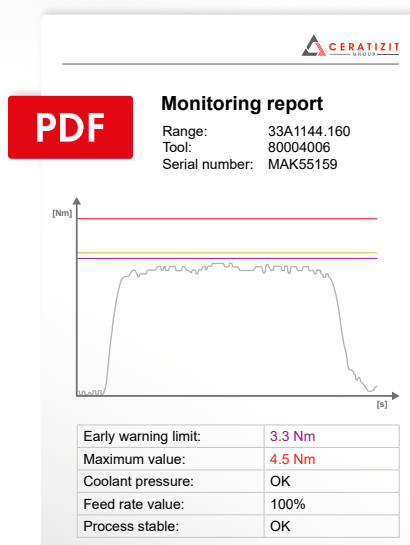 CERATIZIT
GROUP
PDF
Monitoring report
Range: 33A1144.160
Tool: 80004006
Serial number: MAK55159
[Nm]
[s]
Early warning limit: 3.3 Nm
Maximum value: 4.5 Nm
Coolant pressure: OK
Feed rate value: 100%
Process stable: OK